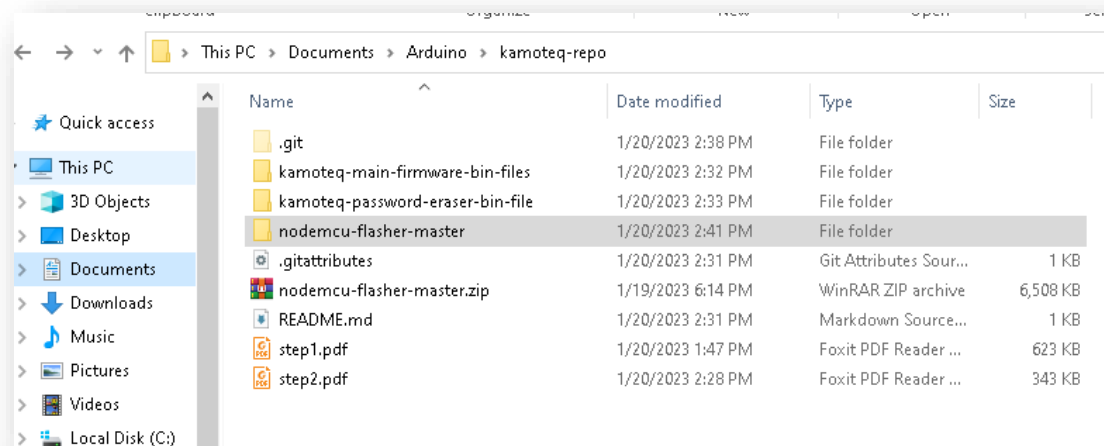 This PC > Documents > Arduino > kamoteq-repo
Name Date modified Type Size
Quick access
This PC
3D Objects
Desktop
Documents
Downloads
Music
Pictures
Videos
Local Disk (C:)
.git 1/20/2023 2:38 PM File folder
kamoteq-main-firmware-bin-files 1/20/2023 2:32 PM File folder
kamoteq-password-eraser-bin-file 1/20/2023 2:33 PM File folder
nodemcu-flasher-master 1/20/2023 2:41 PM File folder
.gitattributes 1/20/2023 2:31 PM Git Attributes Sour... 1 KB
nodemcu-flasher-master.zip 1/19/2023 6:14 PM WinRAR ZIP archive 6,508 KB
README.md 1/20/2023 2:31 PM Markdown Source... 1 KB
step1.pdf 1/20/2023 1:47 PM Foxit PDF Reader ... 623 KB
step2.pdf 1/20/2023 2:28 PM Foxit PDF Reader ... 343 KB